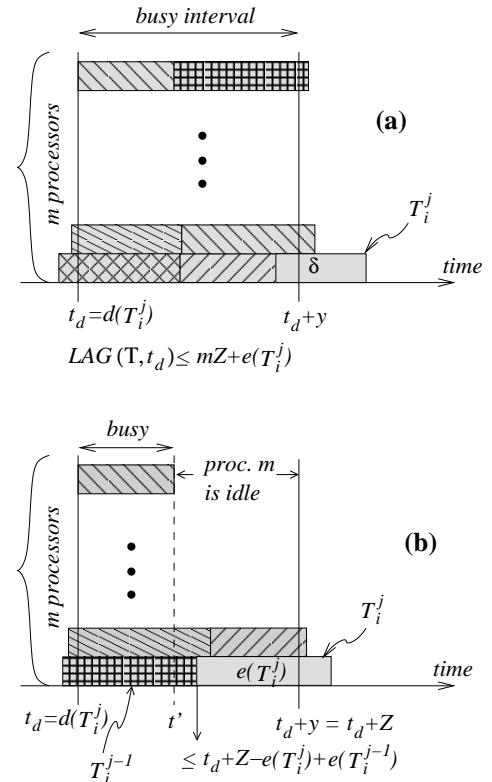 busy interval
m processors
(a)
T_i^j
δ
time
t_d=d(T_i^j)
t_d+y
LAG (T, t_d) ≤ mZ+e(T_i^j)
busy
proc. m
is idle
m processors
(b)
T_i^j
e(T_i^j)
time
t_d=d(T_i^j)
t'
t_d+y = t_d+Z
T_i^{j-1}
≤ t_d+Z−e(T_i^j)+e(T_i^{j-1})